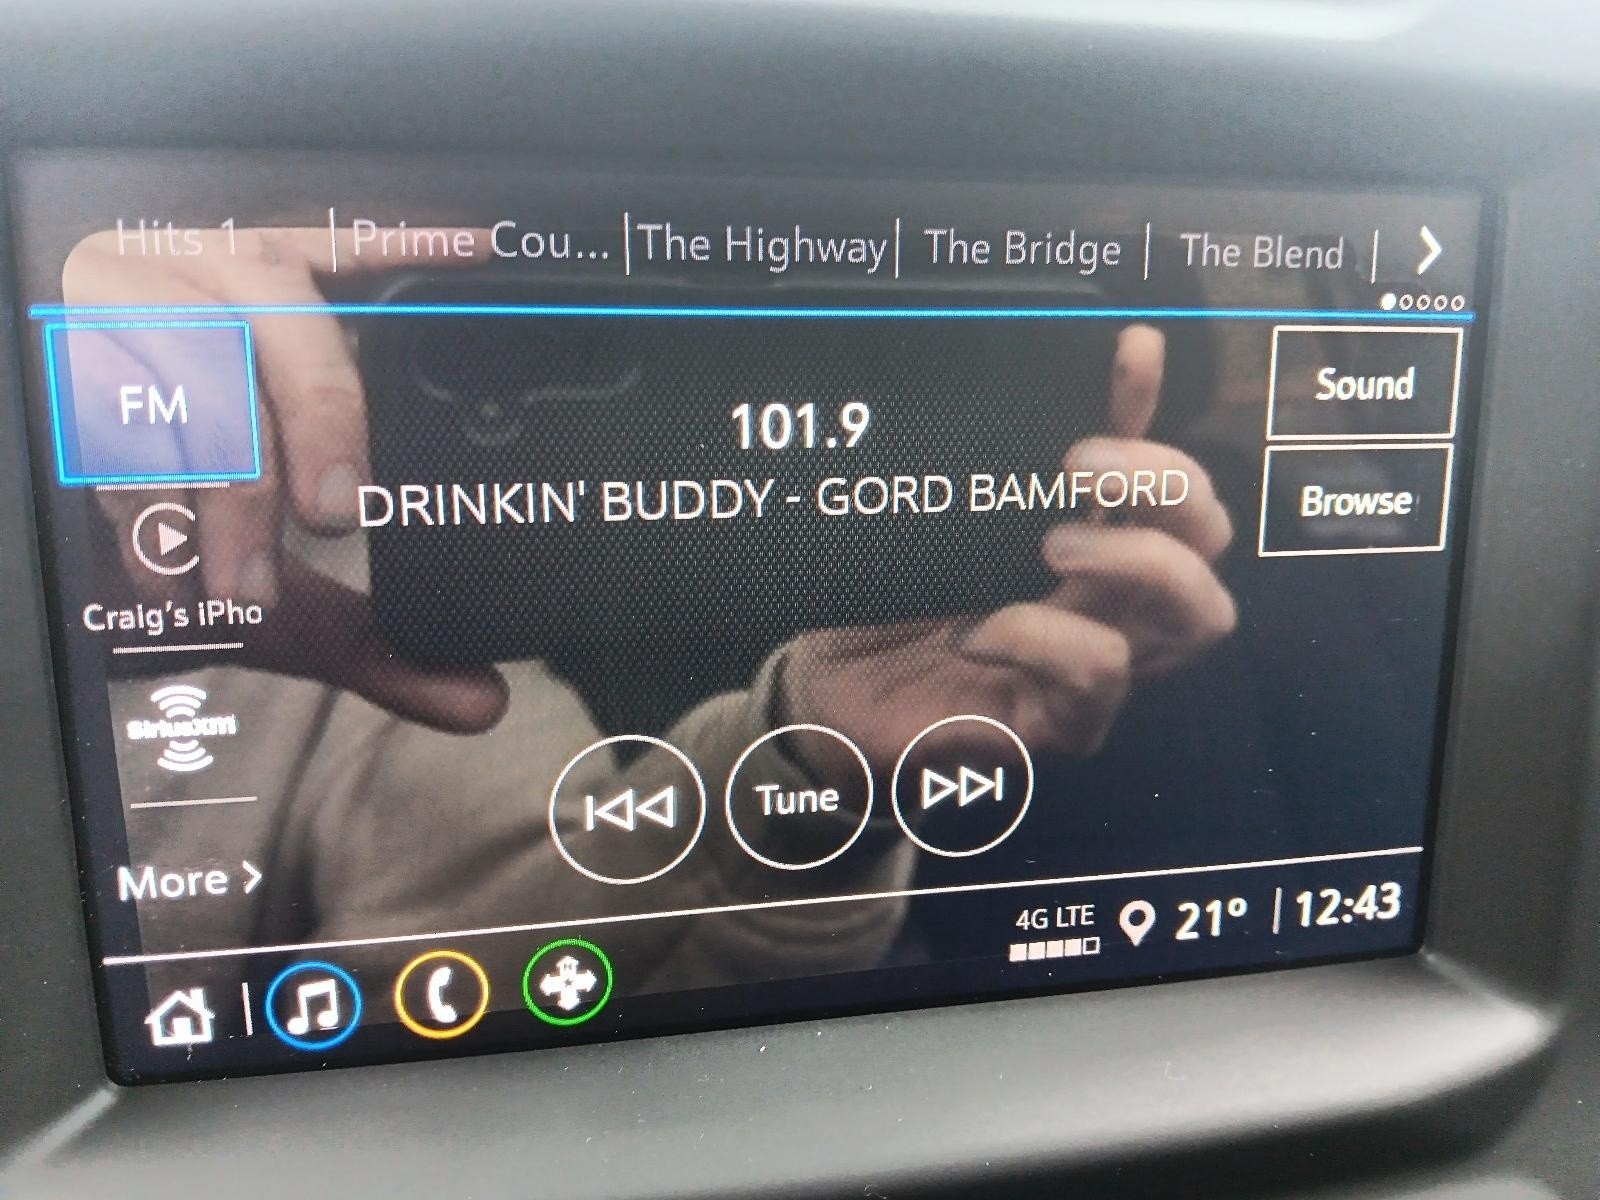 Hits 1 | Prime Cou... | The Highway | The Bridge | The Blend |
FM
101.9
Sound
DRINKIN' BUDDY - GORD BAMFORD
Browse
Craig's iPho
SiriusXM
Tune
More >
4G LTE
21° | 12:43